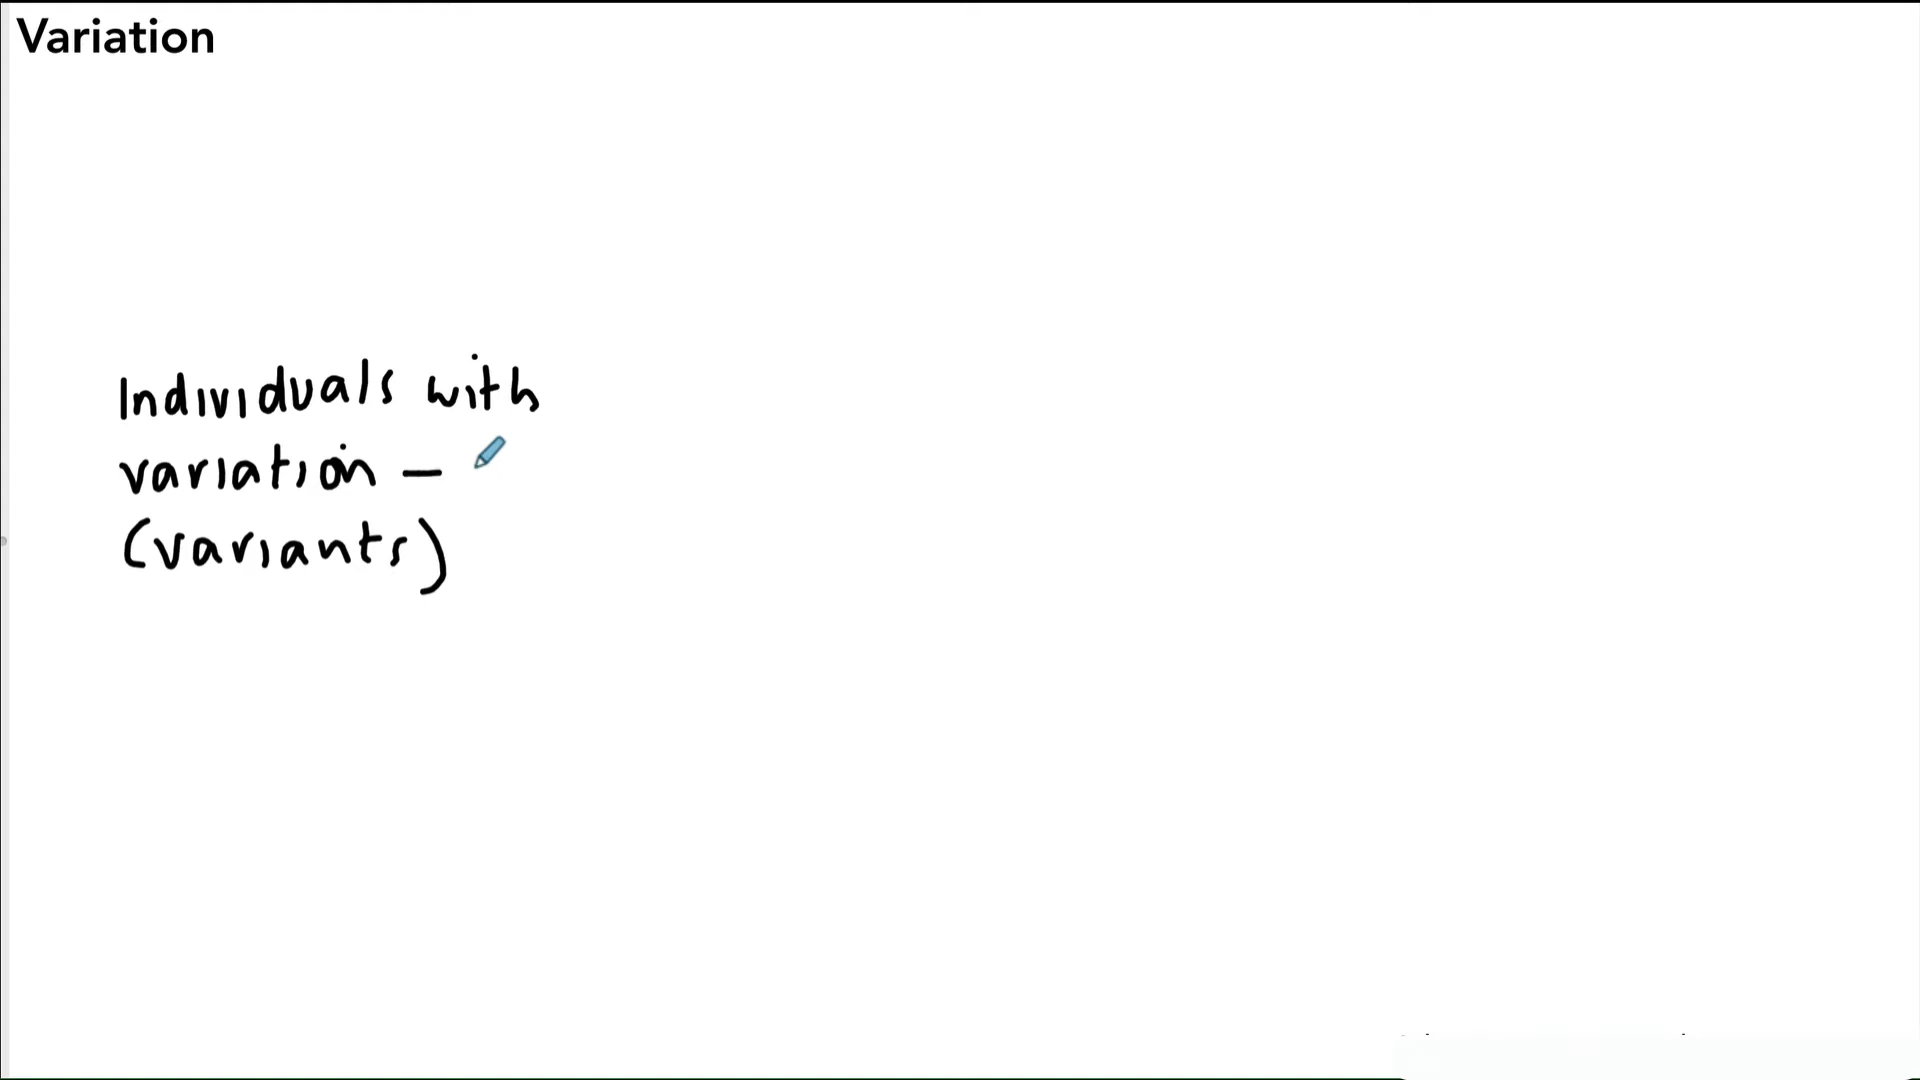 Variation
Individuals with
variation –
(variants)